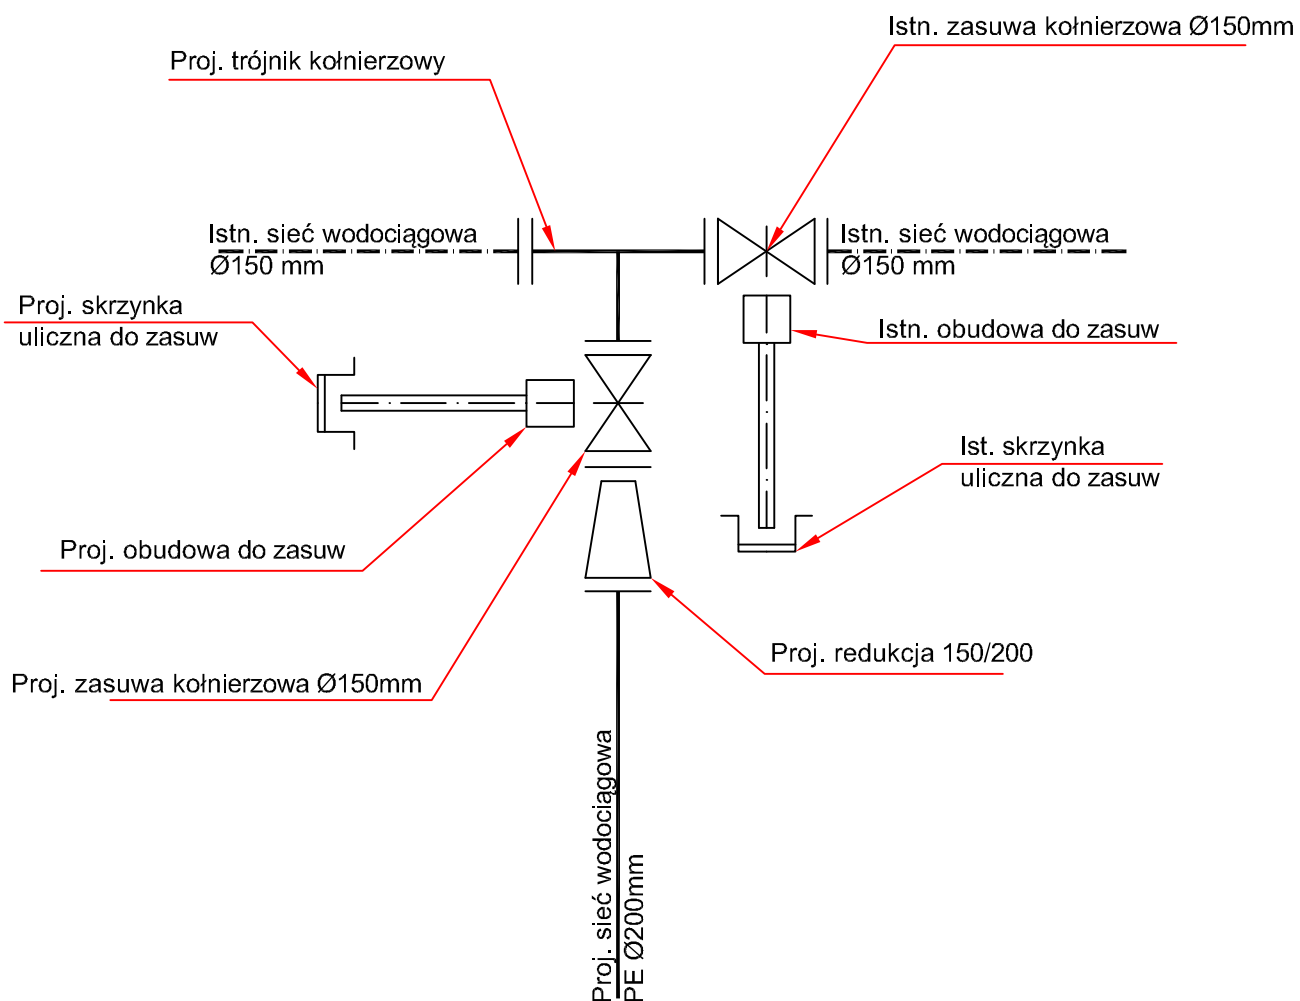 Istn. zasuwa kołnierzowa Ø150mm
Proj. trójnik kołnierzowy
Istn. sieć wodociągowa
Ø150 mm
Istn. sieć wodociągowa
Ø150 mm
Proj. skrzynka
uliczna do zasuw
Istn. obudowa do zasuw
Ist. skrzynka
uliczna do zasuw
Proj. obudowa do zasuw
Proj. redukcja 150/200
Proj. zasuwa kołnierzowa Ø150mm
Proj. sieć wodociągowa
PE Ø200mm